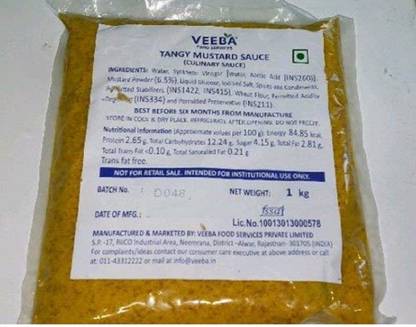 VEEBA
FOOD SERVICES
TANGY MUSTARD SAUCE
(CULINARY SAUCE)
INGREDIENTS: Water, Synthetic Vinegar [Water, Acetic Acid (INS260)],
Mustard Powder (6.5%), Liquid Glucose, Iodised Salt, Spices and Condiments,
Permitted Stabilizers (INS1422, INS415), Wheat Flour, Permitted Acidity
(INS334) and Permitted Preservative (INS211).
BEST BEFORE SIX MONTHS FROM MANUFACTURE
STORE IN COOL & DRY PLACE. REFRIGERATE AFTER OPENING. DO NOT FREEZE.
Nutritional Information (Approximate values per 100 g): Energy 84.85 kcal,
Protein 2.65 g, Total Carbohydrates 12.24 g, Sugar 4.15 g, Total Fat 2.81 g,
Total Trans Fat <0.10 g, Total Saturated Fat 0.21 g
Trans fat free.
NOT FOR RETAIL SALE. INTENDED FOR INSTITUTIONAL USE ONLY.
BATCH No. : D048 NET WEIGHT: 1 kg
DATE OF MFG. : fssai
Lic.No.10013013000578
MANUFACTURED & MARKETED BY: VEEBA FOOD SERVICES PRIVATE LIMITED
S.P. -17, RIICO Industrial Area, Neemrana, District -Alwar, Rajasthan- 301705 (INDIA)
For complaints/ideas contact our consumer care executive at above address or call
at: 011-43312222 or mail at info@veeba.in